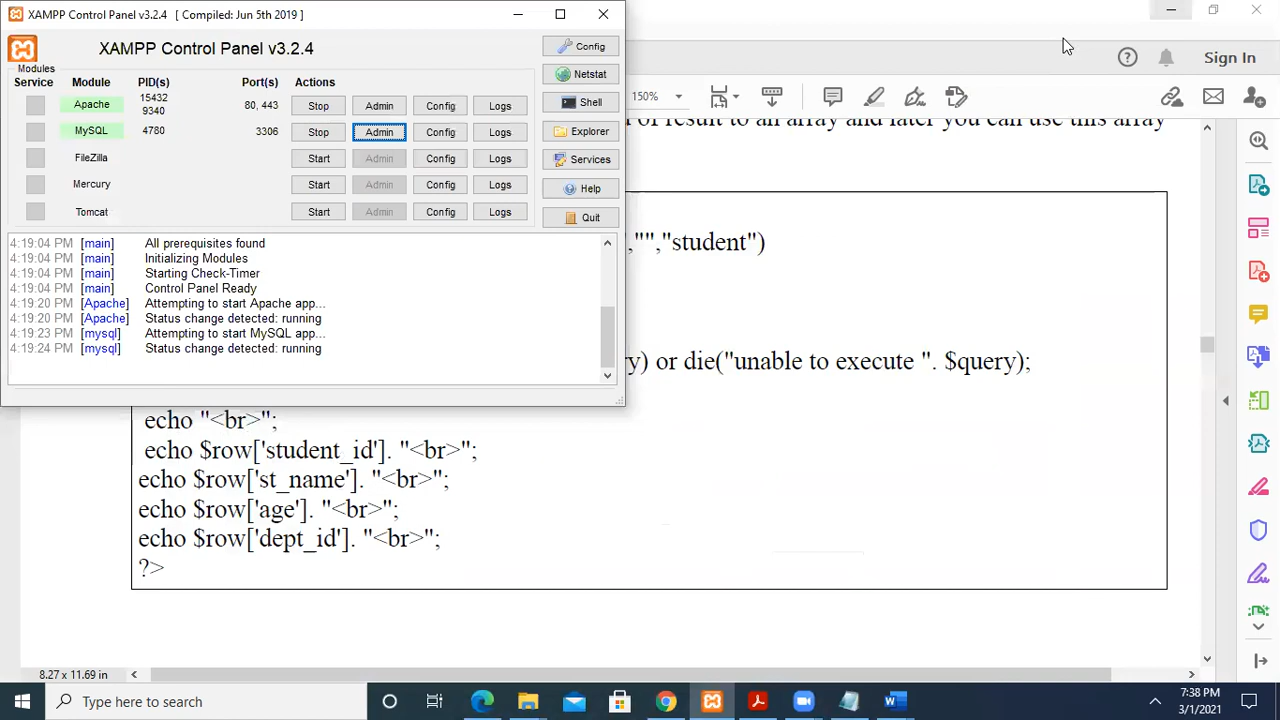 XAMPP Control Panel v3.2.4 [ Compiled: Jun 5th 2019 ]
XAMPP Control Panel v3.2.4
Config
Modules
Service Module PID(s) Port(s) Actions
Netstat
Apache 15432 9340 80, 443 Stop Admin Config Logs
Shell
MySQL 4780 3306 Stop Admin Config Logs
Explorer
FileZilla Start Admin Config Logs
Services
Mercury Start Admin Config Logs
Help
Tomcat Start Admin Config Logs
Quit
4:19:04 PM [main] All prerequisites found
4:19:04 PM [main] Initializing Modules
4:19:04 PM [main] Starting Check-Timer
4:19:04 PM [main] Control Panel Ready
4:19:20 PM [Apache] Attempting to start Apache app...
4:19:20 PM [Apache] Status change detected: running
4:19:23 PM [mysql] Attempting to start MySQL app...
4:19:24 PM [mysql] Status change detected: running
Sign In
150%
of result to an array and later you can use this array
,"","student")
y) or die("unable to execute ". $query);
echo "<br>";
echo $row['student_id']. "<br>";
echo $row['st_name']. "<br>";
echo $row['age']. "<br>";
echo $row['dept_id']. "<br>";
?>
8.27 x 11.69 in
Type here to search
7:38 PM
3/1/2021